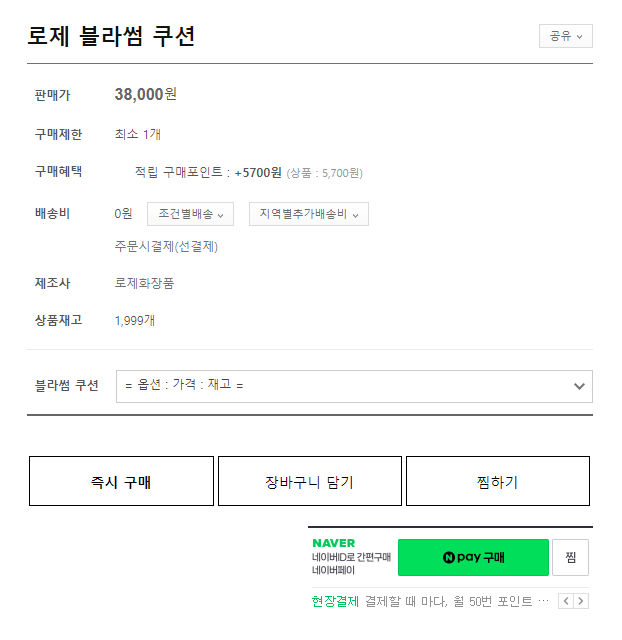 로제 블라썸 쿠션
공유
판매가 38,000원
구매제한 최소 1개
구매혜택 적립 구매포인트 : +5700원 (상품 : 5,700원)
배송비 0원 조건별배송 지역별추가배송비
주문시결제(선결제)
제조사 로제화장품
상품재고 1,999개
블라썸 쿠션 = 옵션 : 가격 : 재고 =
즉시 구매 장바구니 담기 찜하기
NAVER
네이버ID로 간편구매
네이버페이
N pay 구매 찜
현장결제 결제할 때 마다, 월 50번 포인트 ···